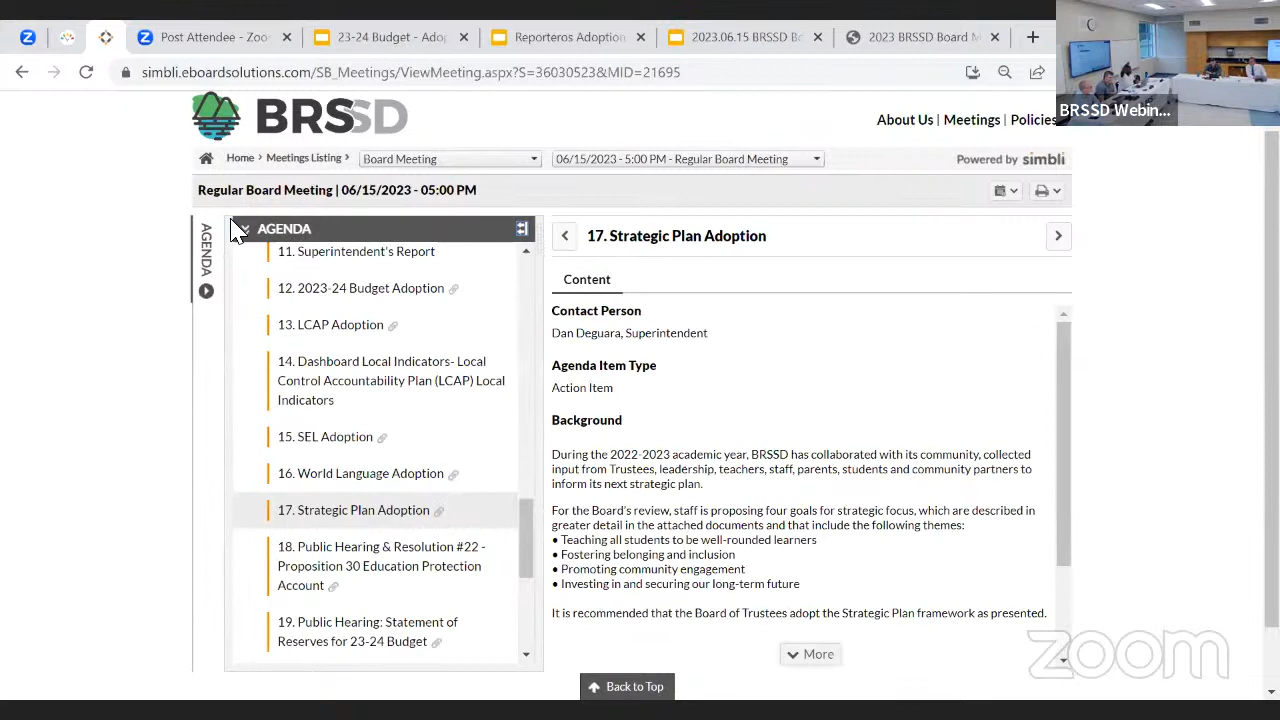 Post Attendee - Zoo
23-24 Budget - Ad
Reporteros Adoption
2023.06.15 BRSSD B
2023 BRSSD Board M
simbli.eboardsolutions.com/SB_Meetings/ViewMeeting.aspx?S=36030523&MID=21695
BRSSD Webin...
BRSSD
About Us | Meetings | Policies
Home > Meetings Listing >
Board Meeting
06/15/2023 - 5:00 PM - Regular Board Meeting
Powered by simbli
Regular Board Meeting | 06/15/2023 - 05:00 PM
AGENDA
AGENDA
11. Superintendent's Report
12. 2023-24 Budget Adoption
13. LCAP Adoption
14. Dashboard Local Indicators- Local
Control Accountability Plan (LCAP) Local
Indicators
15. SEL Adoption
16. World Language Adoption
17. Strategic Plan Adoption
18. Public Hearing & Resolution #22 -
Proposition 30 Education Protection
Account
19. Public Hearing: Statement of
Reserves for 23-24 Budget
17. Strategic Plan Adoption
Content
Contact Person
Dan Deguara, Superintendent
Agenda Item Type
Action Item
Background
During the 2022-2023 academic year, BRSSD has collaborated with its community, collected
input from Trustees, leadership, teachers, staff, parents, students and community partners to
inform its next strategic plan.
For the Board's review, staff is proposing four goals for strategic focus, which are described in
greater detail in the attached documents and that include the following themes:
• Teaching all students to be well-rounded learners
• Fostering belonging and inclusion
• Promoting community engagement
• Investing in and securing our long-term future
It is recommended that the Board of Trustees adopt the Strategic Plan framework as presented.
More
Back to Top
zoom